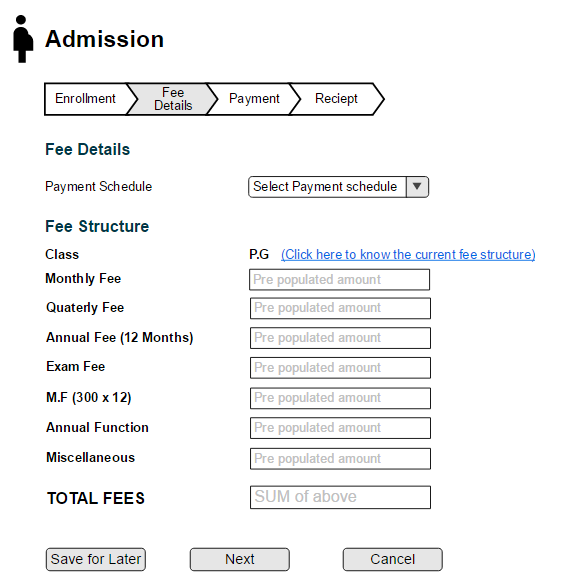 Admission
Enrollment
Fee
Details
Payment
Reciept
Fee Details
Payment Schedule Select Payment schedule
Fee Structure
Class P.G (Click here to know the current fee structure)
Monthly Fee Pre populated amount
Quaterly Fee Pre populated amount
Annual Fee (12 Months) Pre populated amount
Exam Fee Pre populated amount
M.F (300 x 12) Pre populated amount
Annual Function Pre populated amount
Miscellaneous Pre populated amount
TOTAL FEES SUM of above
Save for Later Next Cancel